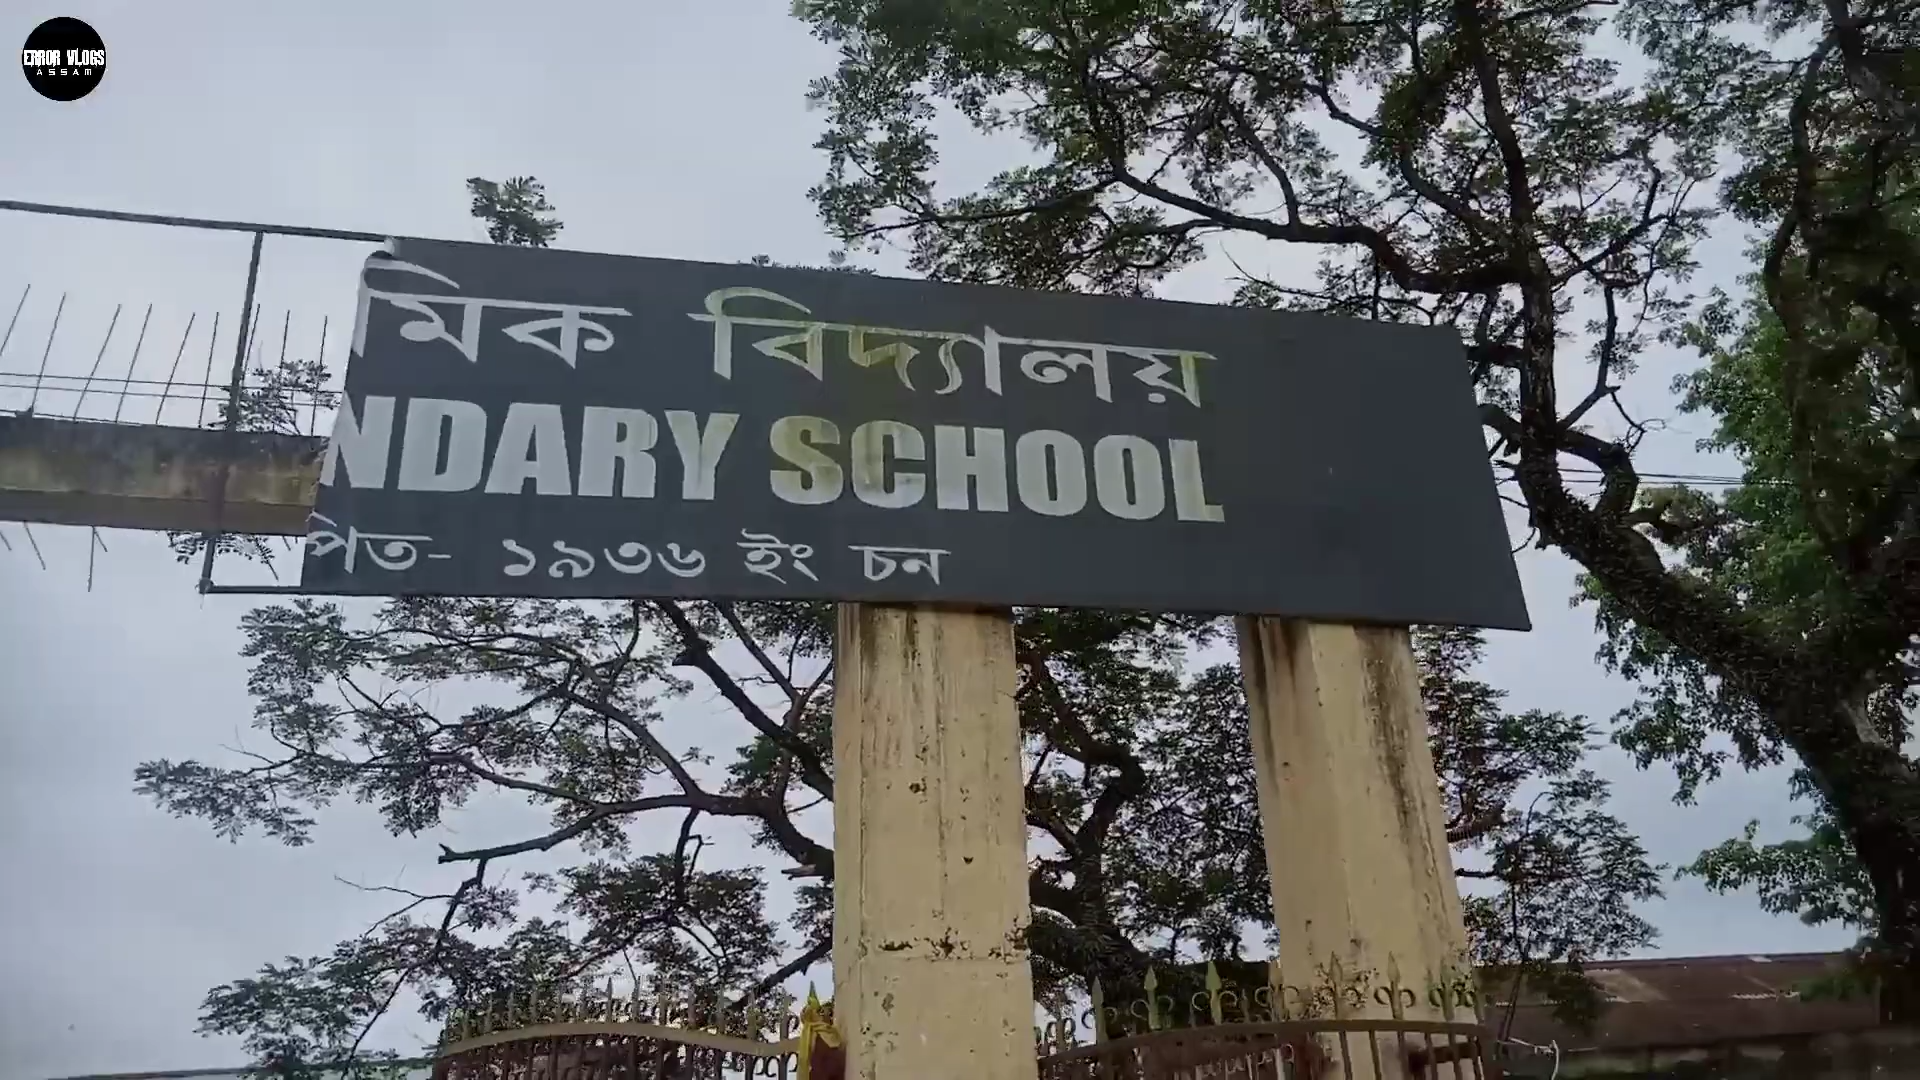 ERROR VLOGS
ASSAM
মিক বিদ্যালয়
NDARY SCHOOL
পিত- ১৯৩৬ ইং চন